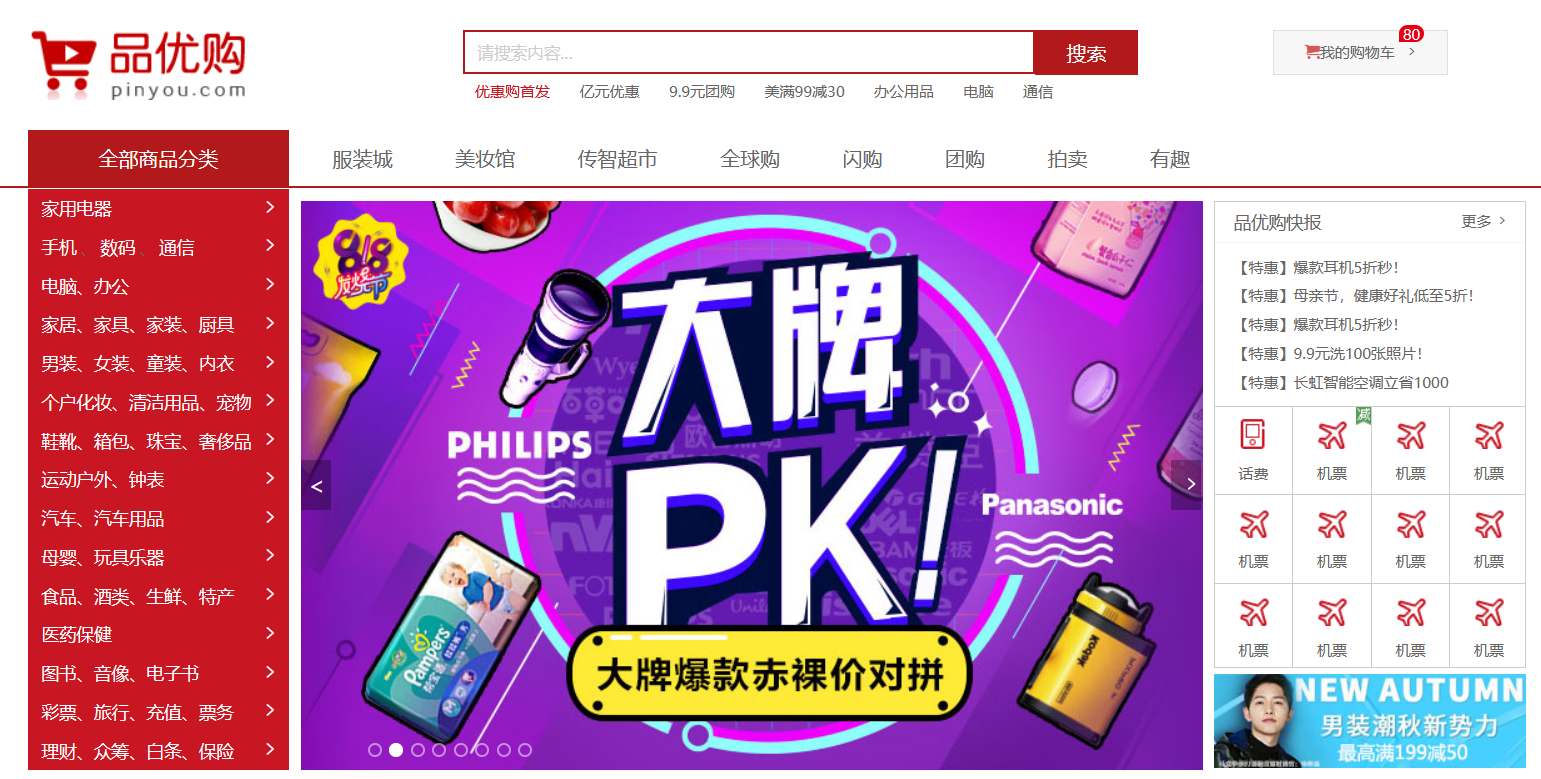 品优购
pinyou.com
请搜索内容...
搜索
我的购物车
80
优惠购首发 亿元优惠 9.9元团购 美满99减30 办公用品 电脑 通信
全部商品分类
服装城 美妆馆 传智超市 全球购 闪购 团购 拍卖 有趣
家用电器
手机、数码、通信
电脑、办公
家居、家具、家装、厨具
男装、女装、童装、内衣
个户化妆、清洁用品、宠物
鞋靴、箱包、珠宝、奢侈品
运动户外、钟表
汽车、汽车用品
母婴、玩具乐器
食品、酒类、生鲜、特产
医药保健
图书、音像、电子书
彩票、旅行、充值、票务
理财、众筹、白条、保险
大牌
PK!
PHILIPS
Panasonic
Pampers
Kodak
大牌爆款赤裸价对拼
<
>
品优购快报
更多
【特惠】爆款耳机5折秒！
【特惠】母亲节，健康好礼低至5折！
【特惠】爆款耳机5折秒！
【特惠】9.9元洗100张照片！
【特惠】长虹智能空调立省1000
减
话费 机票 机票 机票
机票 机票 机票 机票
机票 机票 机票 机票
NEW AUTUMN
男装潮秋新势力
最高满199减50